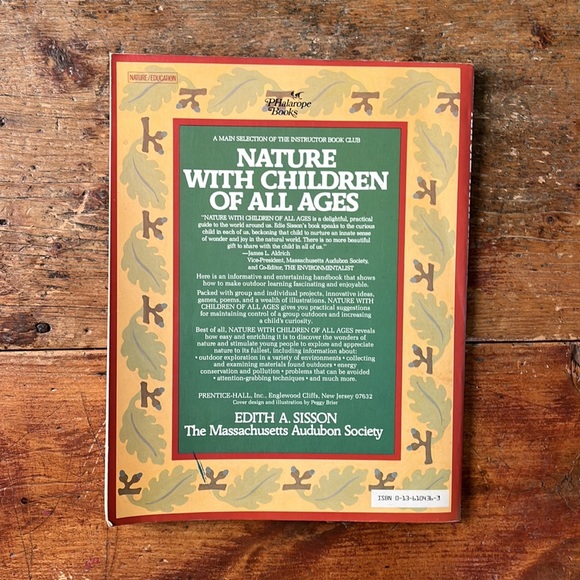 NATURE/EDUCATION
PHalarope
Books
A MAIN SELECTION OF THE INSTRUCTOR BOOK CLUB
NATURE
WITH CHILDREN
OF ALL AGES
"NATURE WITH CHILDREN OF ALL AGES is a delightful, practical
guide to the world around us. Edie Sisson's book speaks to the curious
child in each of us, beckoning that child to nurture an innate sense
of wonder and joy in the natural world. There is no more beautiful
gift to share with the child in all of us."
—James L. Aldrich
Vice-President, Massachusetts Audubon Society,
and Co-Editor, THE ENVIRONMENTALIST
Here is an informative and entertaining handbook that shows
how to make outdoor learning fascinating and enjoyable.
Packed with group and individual projects, innovative ideas,
games, poems, and a wealth of illustrations, NATURE WITH
CHILDREN OF ALL AGES gives you practical suggestions
for maintaining control of a group outdoors and increasing
a child's curiosity.
Best of all, NATURE WITH CHILDREN OF ALL AGES reveals
how easy and enriching it is to discover the wonders of
nature and stimulate young people to explore and appreciate
nature to its fullest, including information about:
• outdoor exploration in a variety of environments • collecting
and examining materials found outdoors • energy
conservation and pollution • problems that can be avoided
• attention-grabbing techniques • and much more.
PRENTICE-HALL, Inc., Englewood Cliffs, New Jersey 07632
Cover design and illustration by Peggy Brier
EDITH A. SISSON
The Massachusetts Audubon Society
ISBN 0-13-610436-3